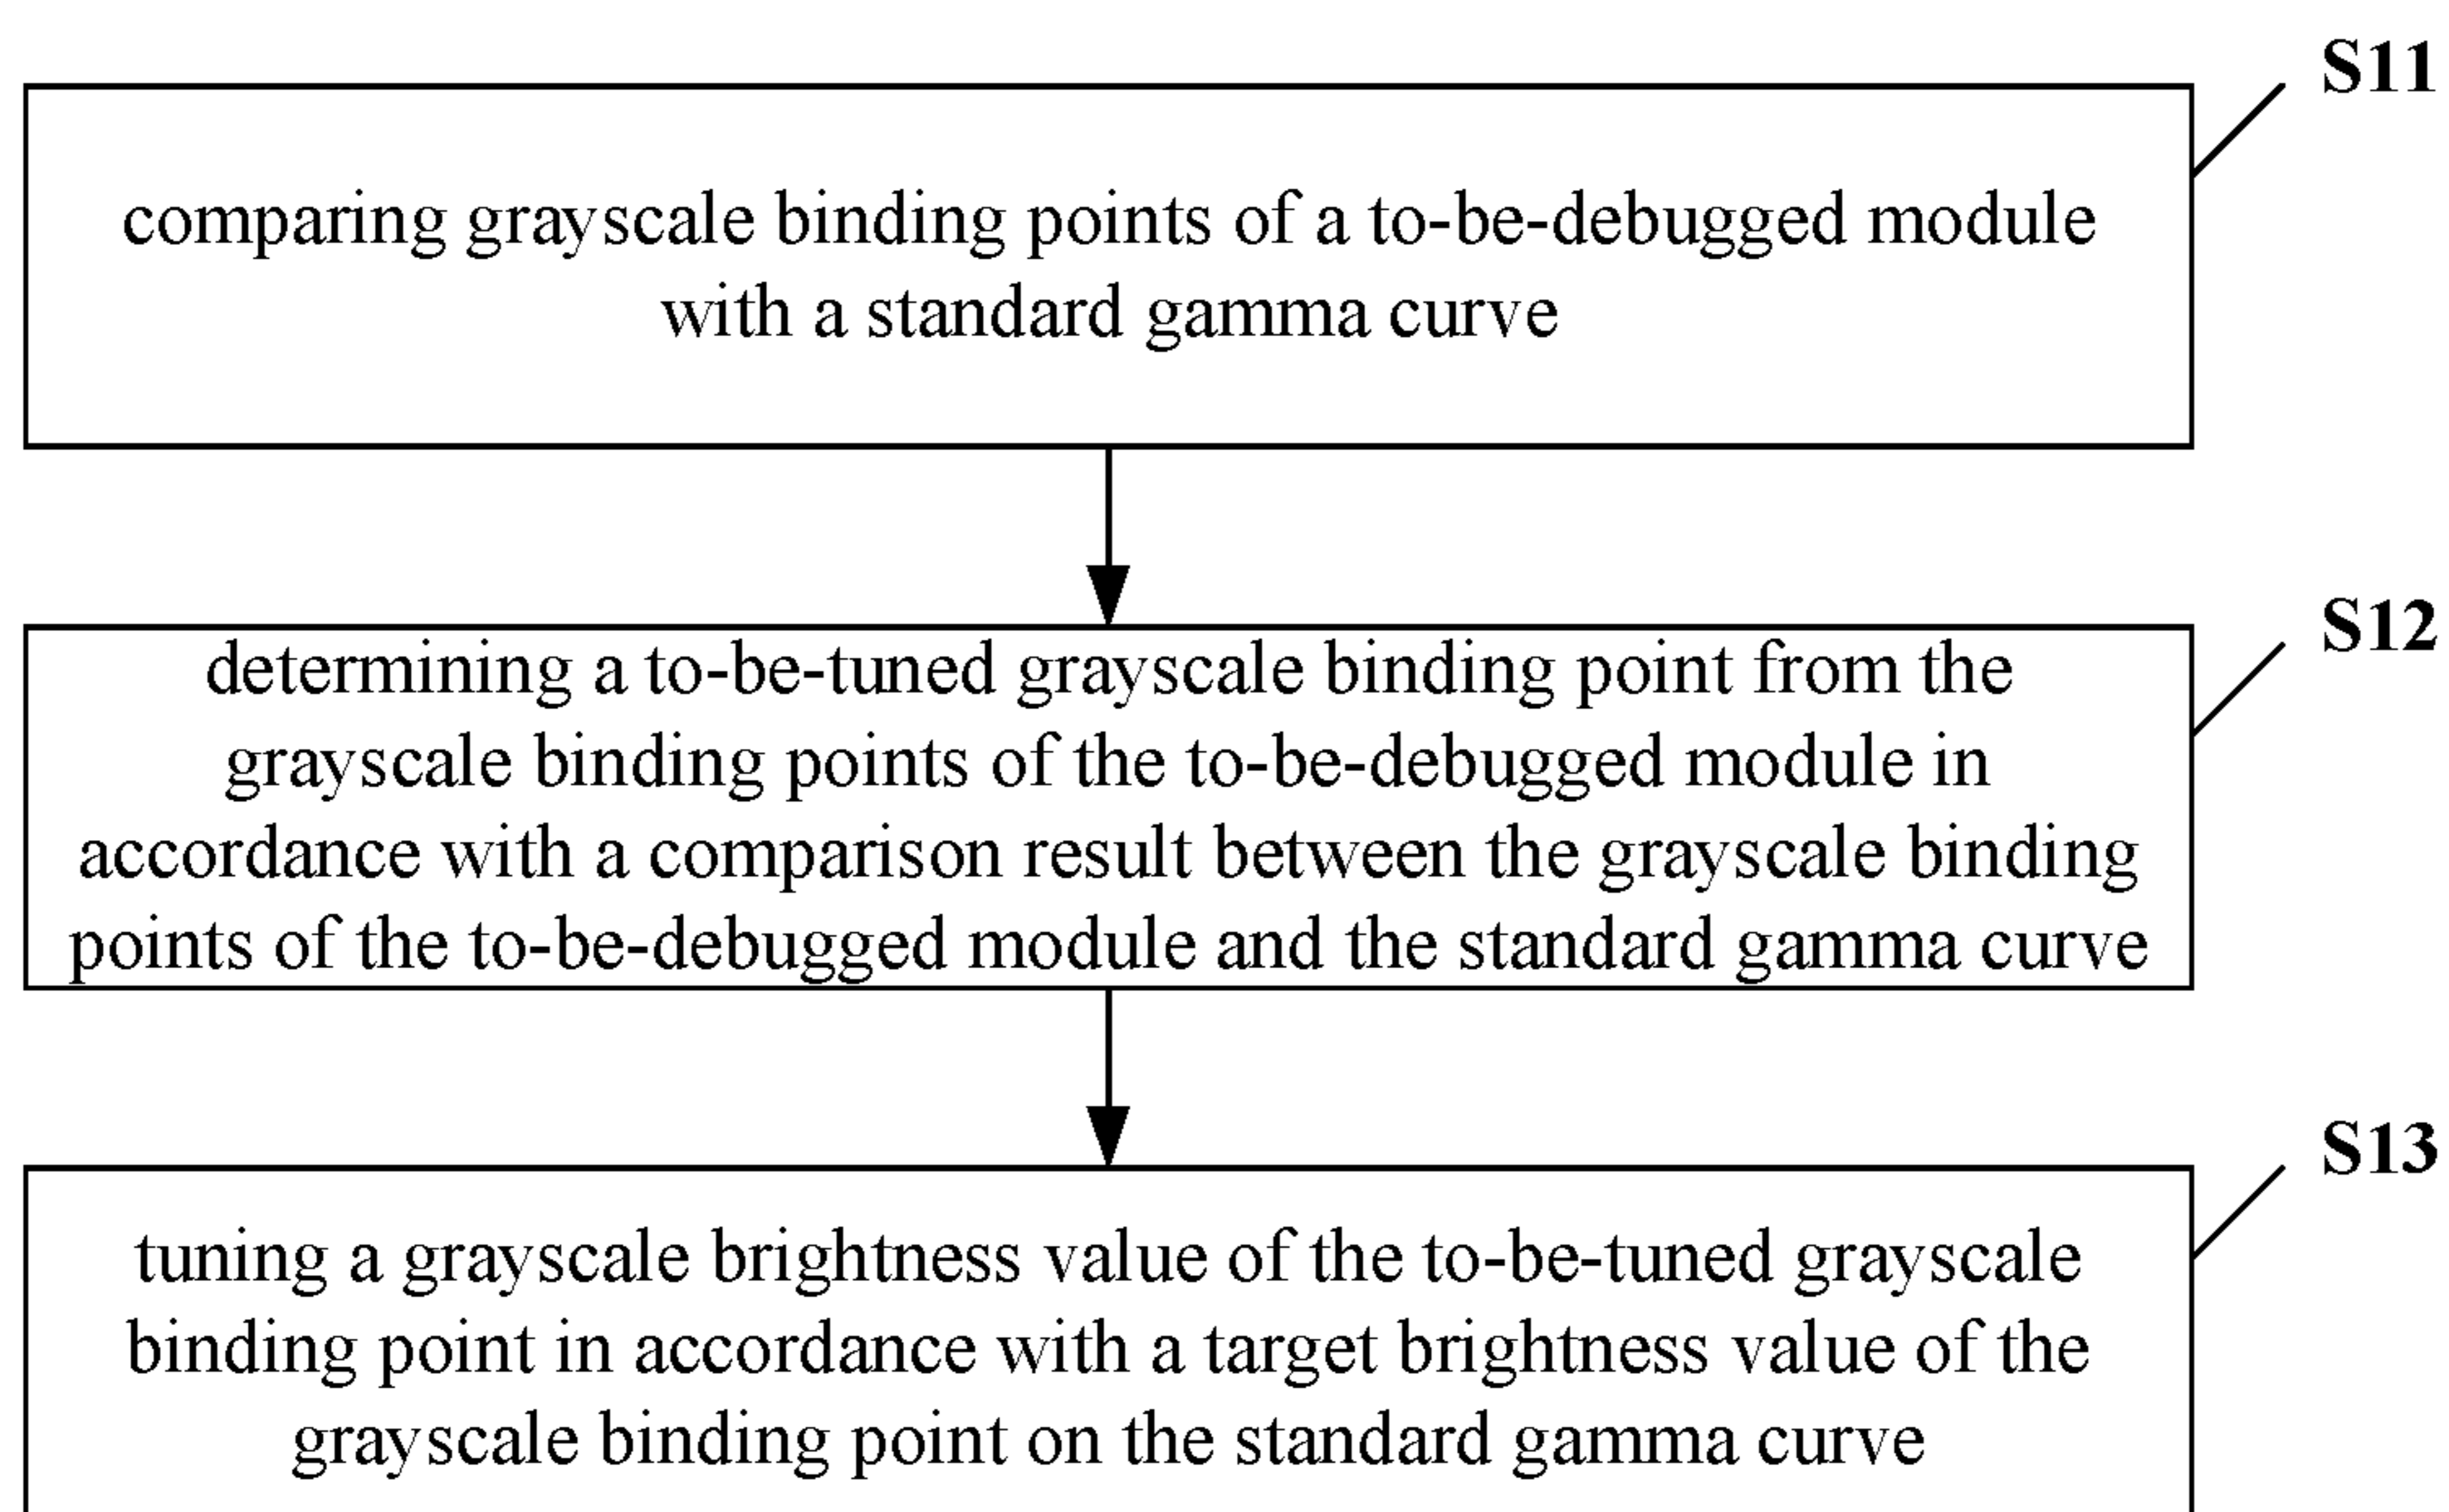 S11
comparing grayscale binding points of a to-be-debugged module
with a standard gamma curve
S12
determining a to-be-tuned grayscale binding point from the
grayscale binding points of the to-be-debugged module in
accordance with a comparison result between the grayscale binding
points of the to-be-debugged module and the standard gamma curve
S13
tuning a grayscale brightness value of the to-be-tuned grayscale
binding point in accordance with a target brightness value of the
grayscale binding point on the standard gamma curve